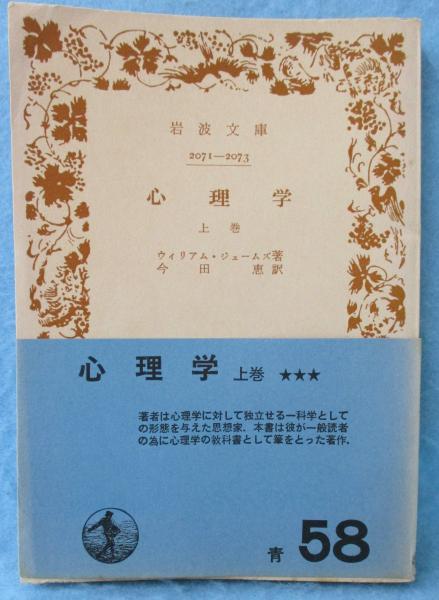 岩波文庫
2071—2073
心理学
上巻
ウィリアム・ジェームズ著
今田恵訳
心理学 上巻 ★★★
著者は心理学に対して独立せる一科学として
の形態を与えた思想家．本書は彼が一般読者
の為に心理学の教科書として筆をとった著作．
青 58